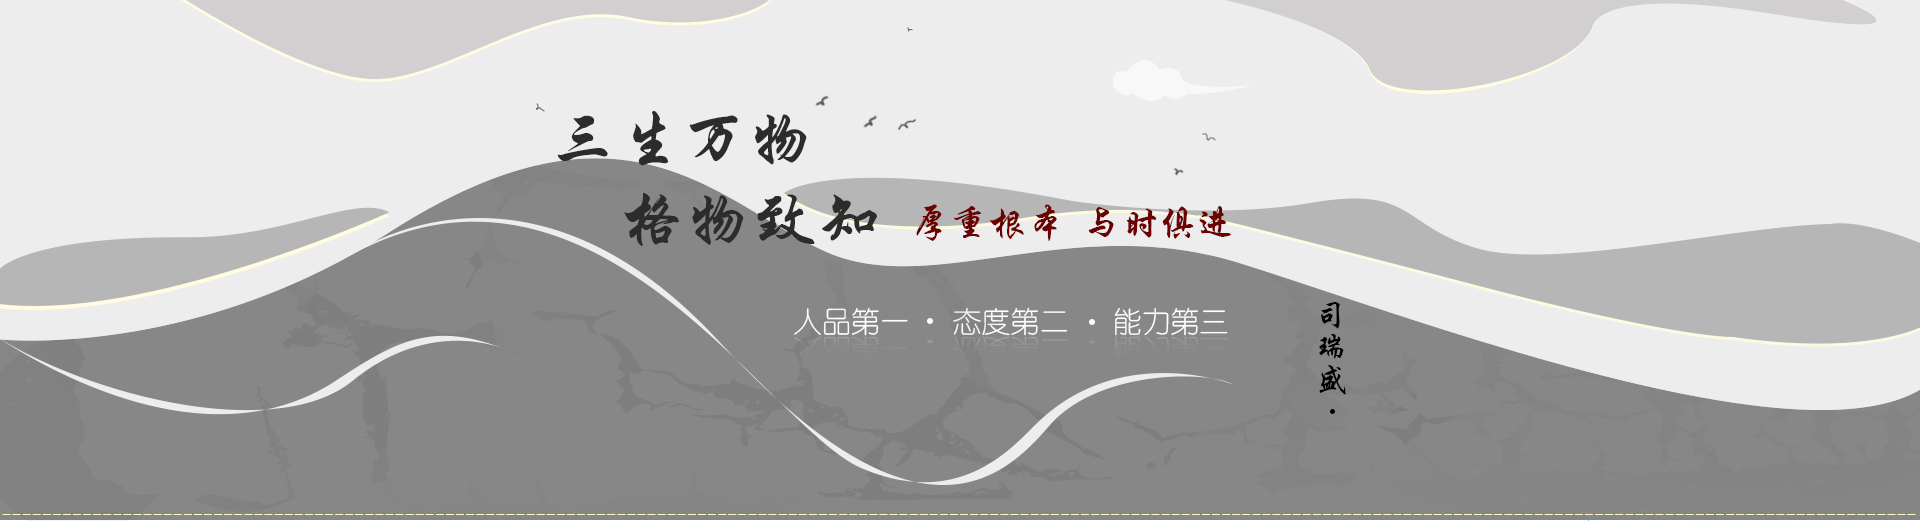 三生万物
格物致知 厚重根本 与时俱进
人品第一 · 态度第二 · 能力第三
司瑞盛·